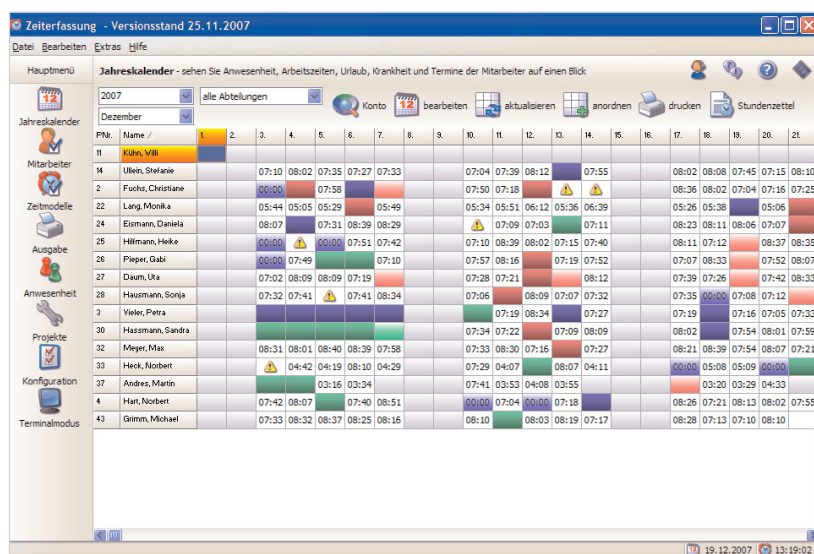 Zeiterfassung - Versionsstand 25.11.2007
Datei Bearbeiten Extras Hilfe
Hauptmenü
Jahreskalender - sehen Sie Anwesenheit, Arbeitszeiten, Urlaub, Krankheit und Termine der Mitarbeiter auf einen Blick
2007 alle Abteilungen Konto bearbeiten aktualisieren anordnen drucken Stundenzettel
Dezember
Jahreskalender
Mitarbeiter
Zeitmodelle
Ausgabe
Anwesenheit
Projekte
Konfiguration
Terminalmodus
PNr. Name / 1. 2. 3. 4. 5. 6. 7. 8. 9. 10. 11. 12. 13. 14. 15. 16. 17. 18. 19. 20. 21.
11 Kühn, Villi
14 Ullein, Stefanie 07:10 08:02 07:35 07:27 07:33 07:04 07:39 08:12 07:55 08:02 08:08 07:45 07:15 08:10
2 Fuchs, Christiane 00:00 07:58 07:50 07:18 08:36 08:02 07:04 07:16 07:25
22 Lang, Monika 05:44 05:05 05:29 05:49 05:34 05:51 06:12 05:36 06:39 05:26 05:38 05:06
24 Eismann, Daniela 08:07 07:31 08:39 08:29 07:09 07:03 07:11 08:23 08:11 08:06 07:07
25 Hilfmann, Heike 00:00 00:00 07:51 07:42 07:10 08:39 08:02 07:15 07:40 08:11 07:12 08:37 08:35
26 Pieper, Gabi 00:00 07:49 07:10 07:57 08:16 07:19 07:52 07:07 08:33 07:52 08:07
27 Daum, Uta 07:02 08:09 08:09 07:19 07:28 07:21 08:12 07:39 07:26 07:42 08:33
28 Hausmann, Sonja 07:32 07:41 07:41 08:34 07:06 08:09 07:07 07:32 07:35 00:00 07:08 07:12
3 Vieler, Petra 07:19 08:34 07:27 07:19 07:16 07:05 07:33
30 Hassmann, Sandra 07:34 07:22 07:09 08:09 08:02 07:54 08:01 07:59
32 Meyer, Max 08:31 08:01 08:40 08:39 07:58 07:33 08:30 07:16 07:27 08:21 08:39 07:54 08:07 07:21
33 Heck, Norbert 04:42 04:19 08:10 04:29 07:29 04:07 08:07 04:11 00:00 05:08 05:09 00:00
37 Andres, Martin 03:16 03:34 07:41 03:53 04:08 03:55 03:20 03:29 04:33
4 Hart, Norbert 07:42 08:07 07:40 08:51 00:00 07:04 00:00 07:18 08:26 07:21 08:13 08:02 07:55
43 Grimm, Michael 07:33 08:32 08:37 08:25 08:16 08:10 08:03 08:19 07:17 08:28 07:13 07:10 08:10
19.12.2007 13:19:02